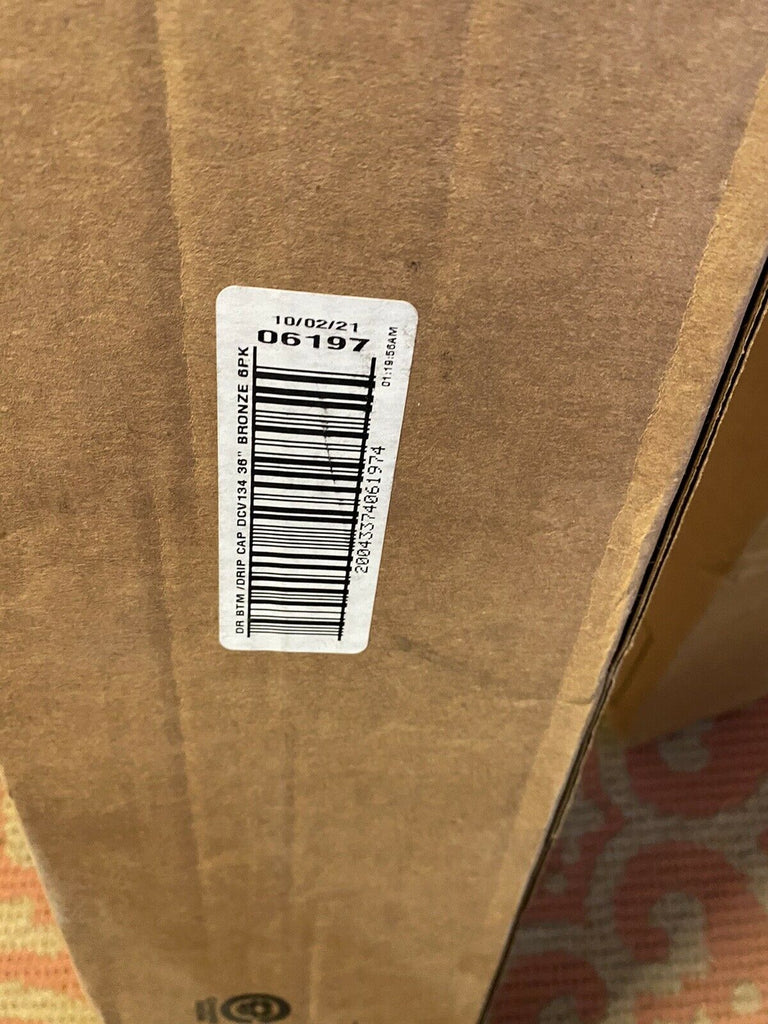 10/02/21
06197
01:19:56AM
DR BTM /DRIP CAP DCV134 36" BRONZE 6PK
20043374061974